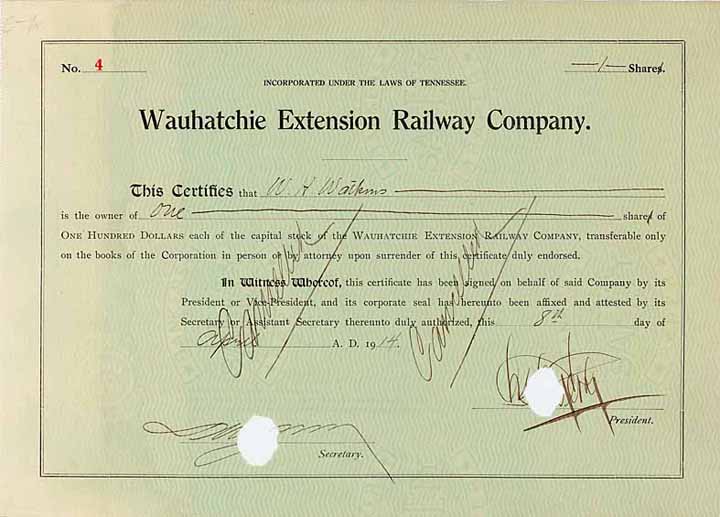 No. 4
—1— Shares.
INCORPORATED UNDER THE LAWS OF TENNESSEE.
Wauhatchie Extension Railway Company.
This Certifies that W. A. Watkins
is the owner of one shares of
ONE HUNDRED DOLLARS each of the capital stock of the WAUHATCHIE EXTENSION RAILWAY COMPANY, transferable only
on the books of the Corporation in person or by attorney upon surrender of this certificate duly endorsed.
In Witness Whereof, this certificate has been signed on behalf of said Company by its
President or Vice-President, and its corporate seal has hereunto been affixed and attested by its
Secretary or Assistant Secretary thereunto duly authorized, this 8th day of
April A. D. 1914.
Cancelled
Cancelled
President.
Secretary.